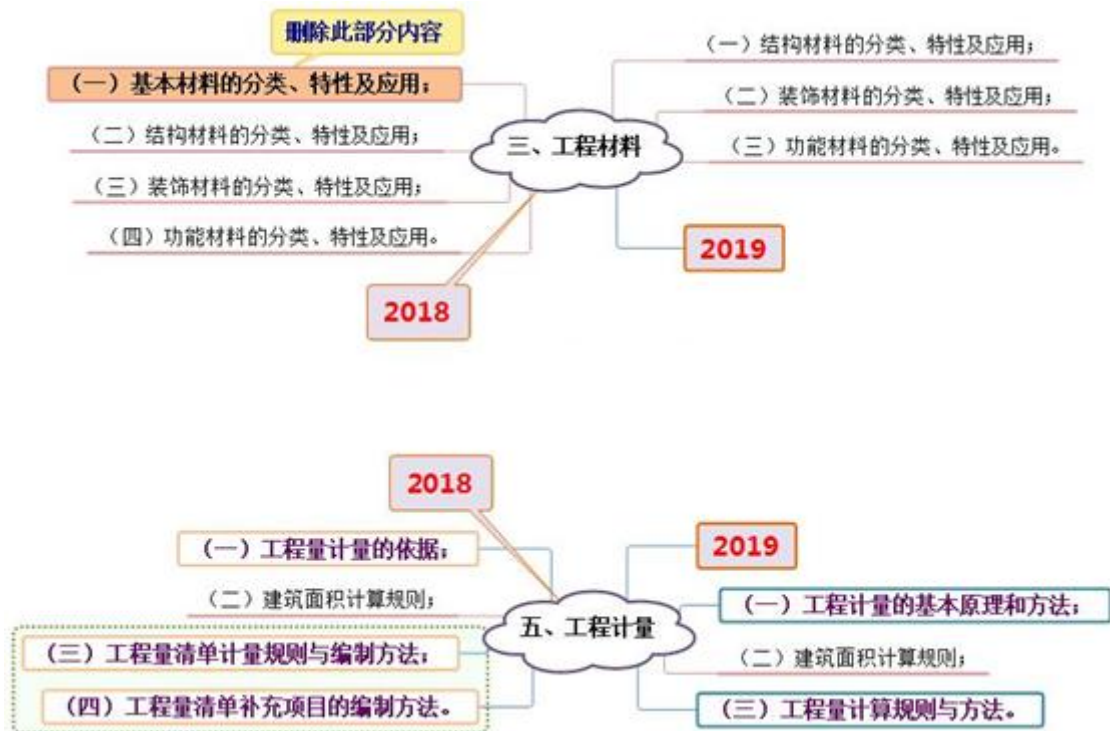 删除此部分内容
（一）基本材料的分类、特性及应用；
（二）结构材料的分类、特性及应用；
（三）装饰材料的分类、特性及应用；
（四）功能材料的分类、特性及应用。
2018
三、工程材料
（一）结构材料的分类、特性及应用；
（二）装饰材料的分类、特性及应用；
（三）功能材料的分类、特性及应用。
2019
2018
（一）工程量计量的依据；
（二）建筑面积计算规则；
（三）工程量清单计量规则与编制方法；
（四）工程量清单补充项目的编制方法。
五、工程计量
2019
（一）工程计量的基本原理和方法；
（二）建筑面积计算规则；
（三）工程量计算规则与方法。